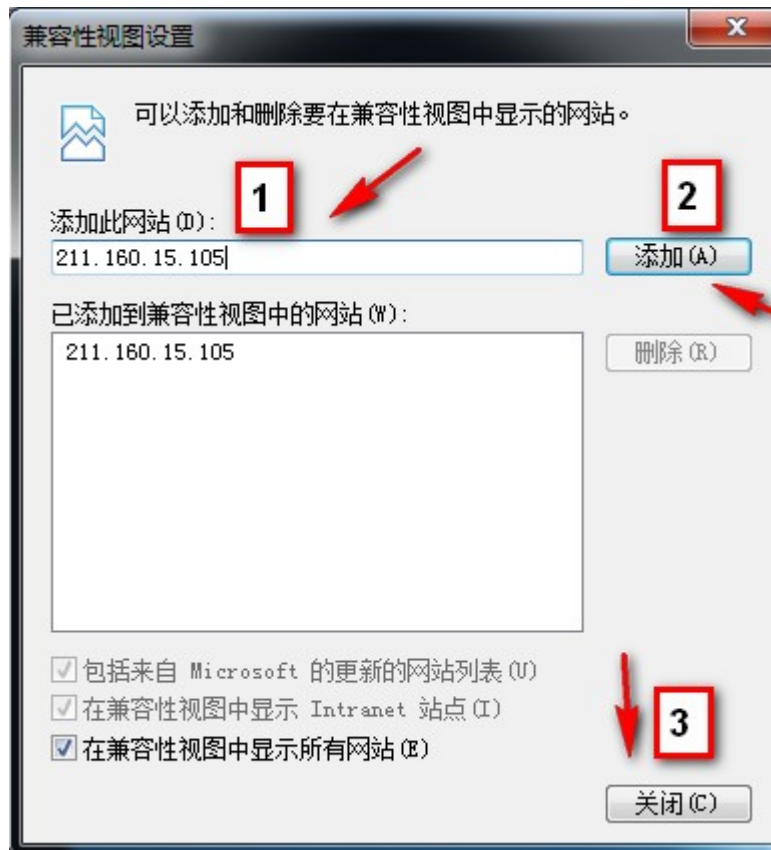 兼容性视图设置
可以添加和删除要在兼容性视图中显示的网站。
1
2
添加此网站(D):
211.160.15.105
添加(A)
已添加到兼容性视图中的网站(W):
211.160.15.105
删除(R)
包括来自 Microsoft 的更新的网站列表(U)
在兼容性视图中显示 Intranet 站点(I)
在兼容性视图中显示所有网站(E)
3
关闭(C)